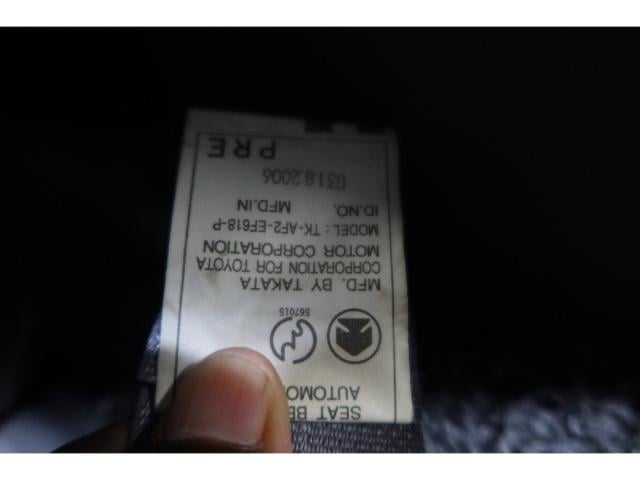 SEAT BE
AUTOMO
567015
MFD. BY TAKATA
CORPORATION FOR TOYOTA
MOTOR CORPORATION
MODEL : TK-AF2-EF618-P
ID.NO. MFD.IN
0318 2006
PRE